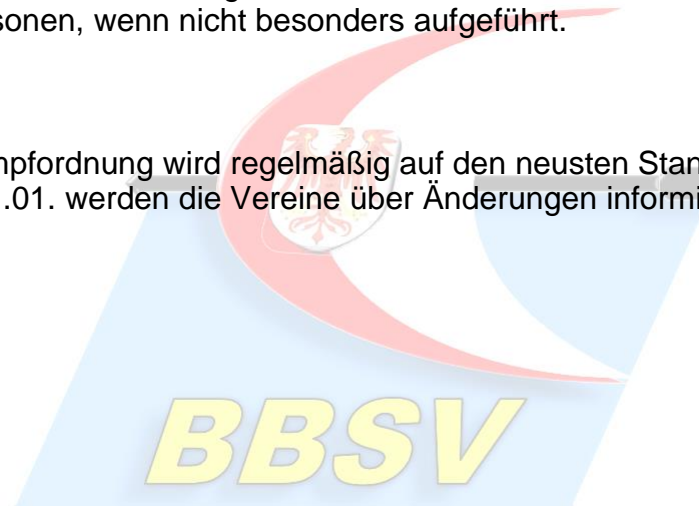 sonen, wenn nicht besonders aufgeführt.
mpfordnung wird regelmäßig auf den neusten Stan
.01. werden die Vereine über Änderungen informi
BBSV